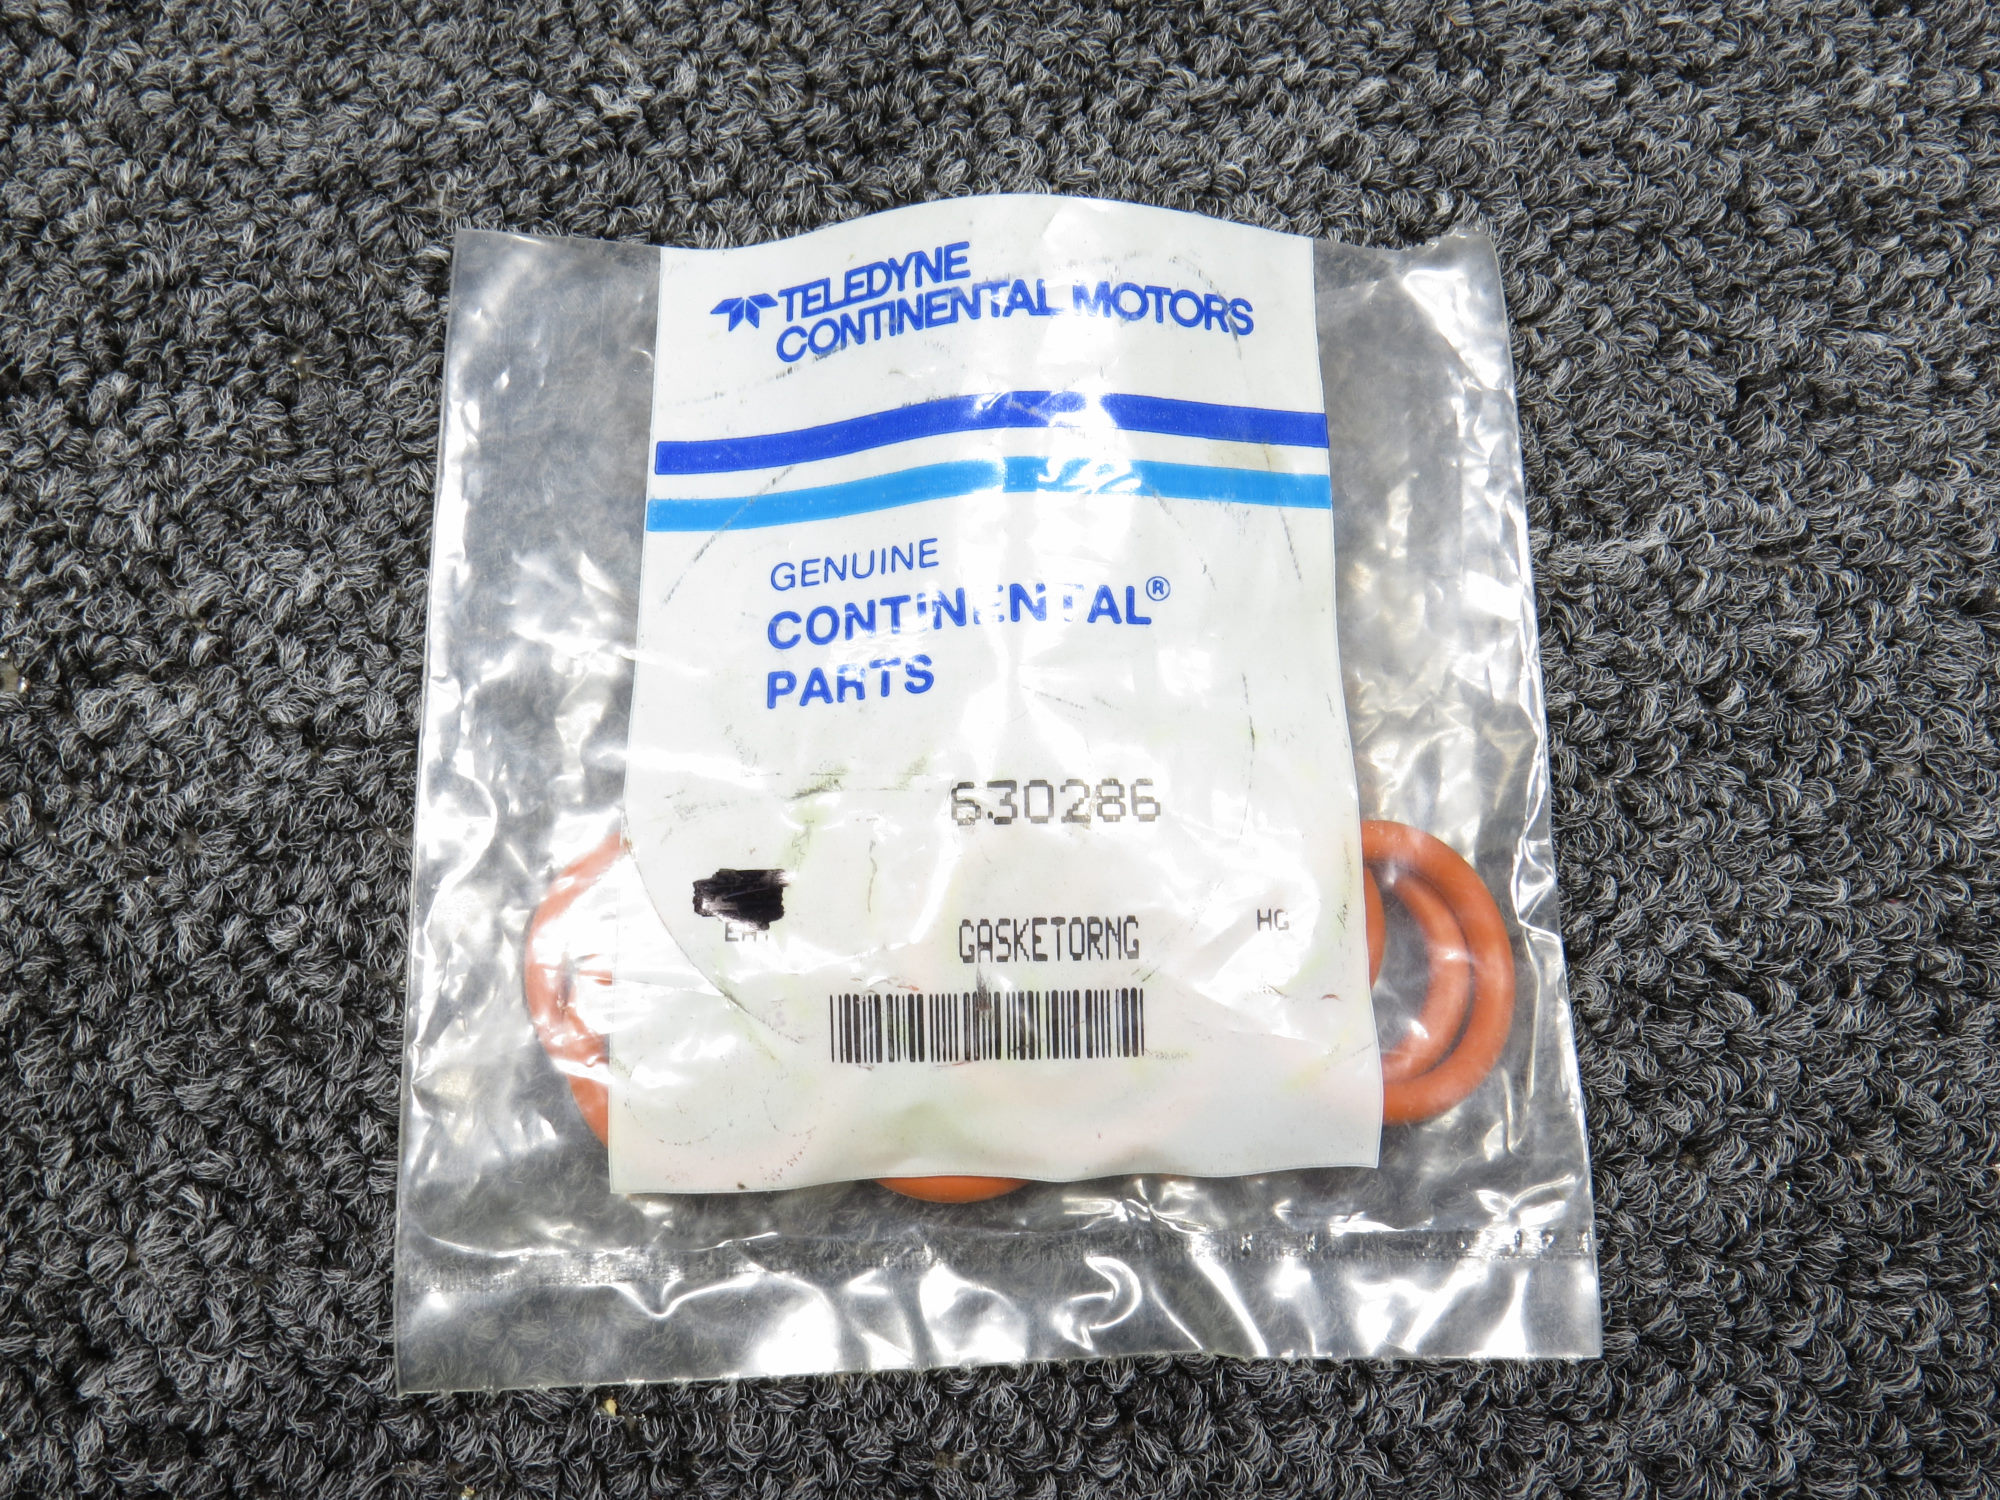 TELEDYNE
CONTINENTAL MOTORS
GENUINE
CONTINENTAL®
PARTS
630286
GASKETORNG HG